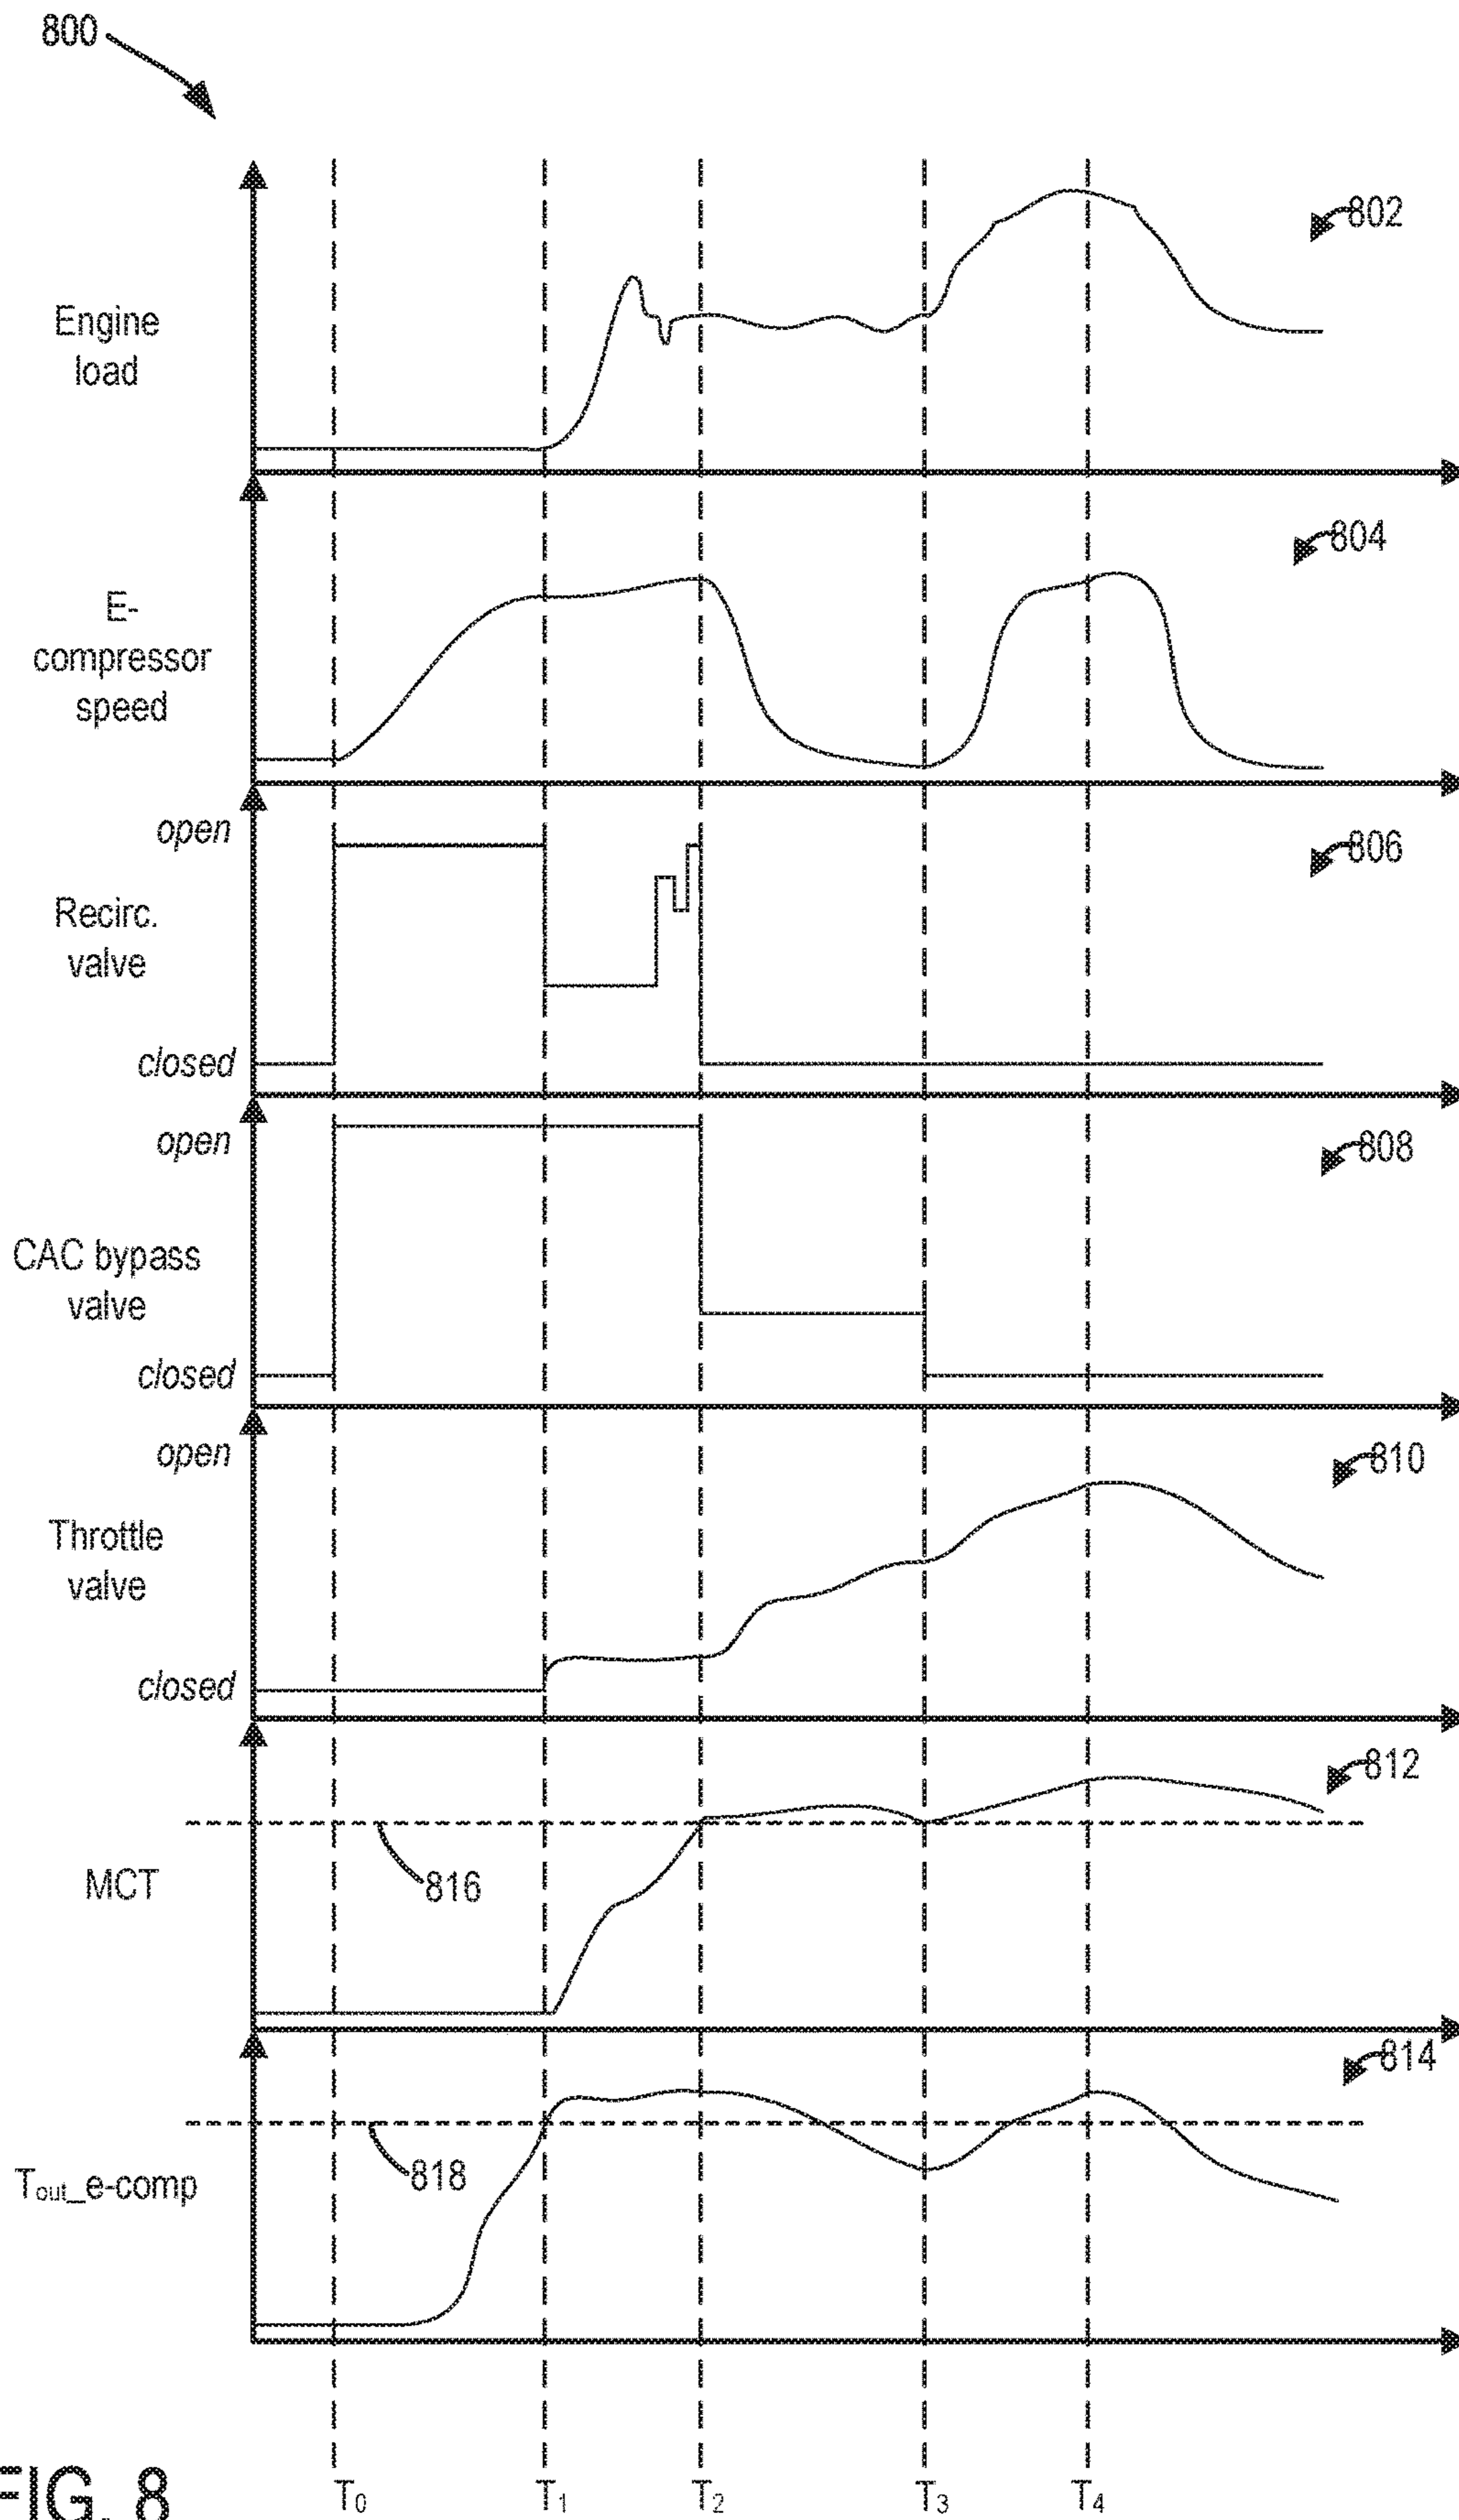 800
802
Engine
load
804
E-
compressor
speed
open
806
Recirc.
valve
closed
open
808
CAC bypass
valve
closed
open
810
Throttle
valve
closed
812
816
MCT
814
818
Tout_e-comp
T0 T1 T2 T3 T4
FIG. 8